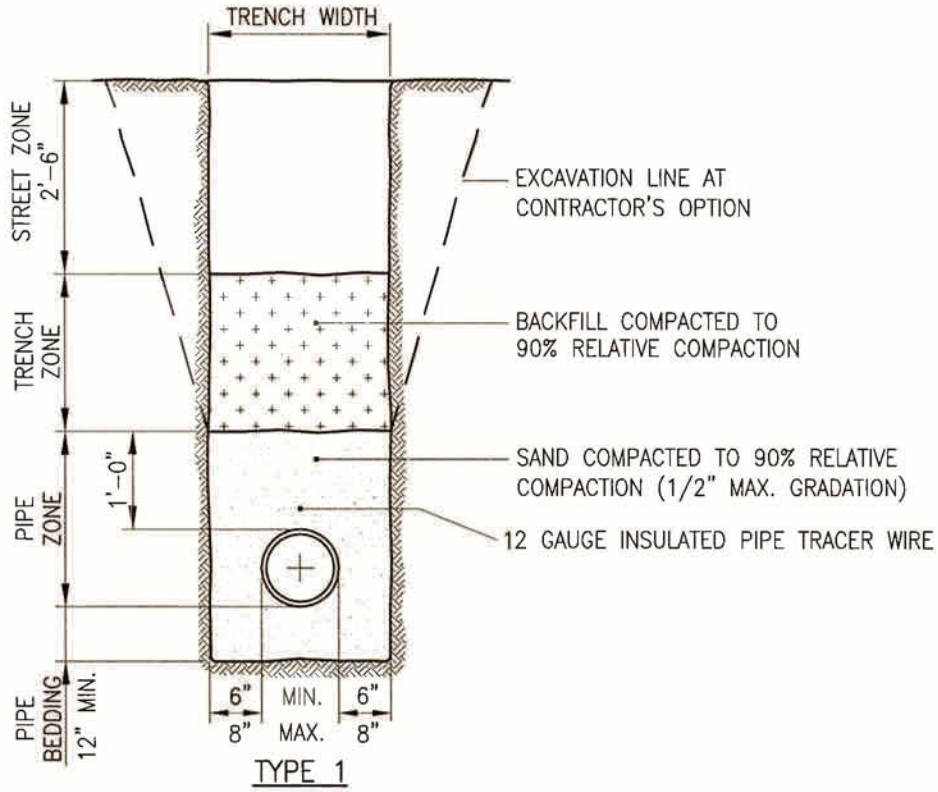 TRENCH WIDTH
STREET ZONE
2'-6"
EXCAVATION LINE AT
CONTRACTOR'S OPTION
TRENCH
ZONE
BACKFILL COMPACTED TO
90% RELATIVE COMPACTION
PIPE
ZONE
1'-0"
SAND COMPACTED TO 90% RELATIVE
COMPACTION (1/2" MAX. GRADATION)
12 GAUGE INSULATED PIPE TRACER WIRE
PIPE
BEDDING
12" MIN.
6" MIN. 6"
8" MAX. 8"
TYPE 1